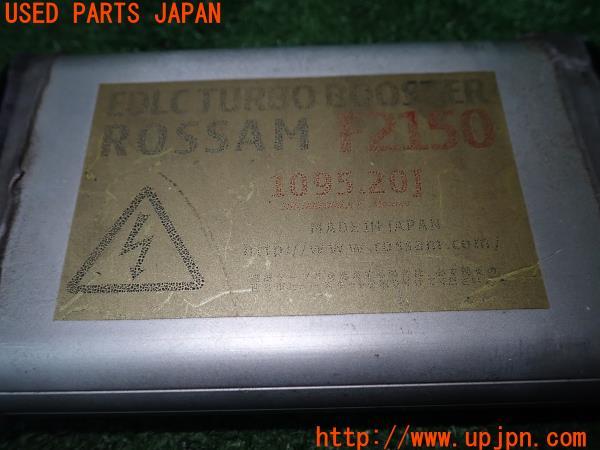 USED PARTS JAPAN
EDLC TURBO BOOSTER
ROSSAM F2150
1095.20J
MADE IN JAPAN
http://www.rossam.com/
http://www.upjpn.com